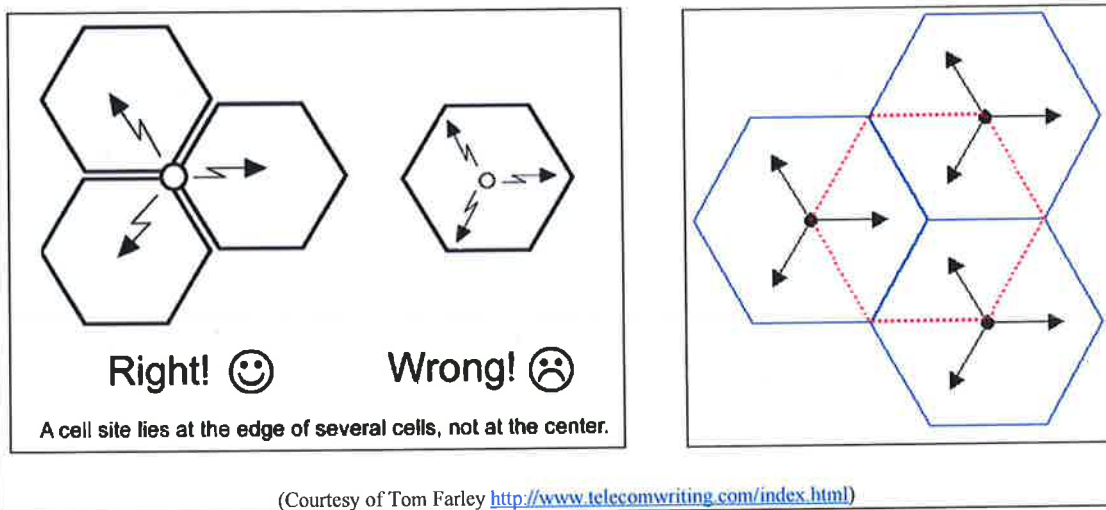 Right! Wrong!
A cell site lies at the edge of several cells, not at the center.
(Courtesy of Tom Farley http://www.telecomwriting.com/index.html)